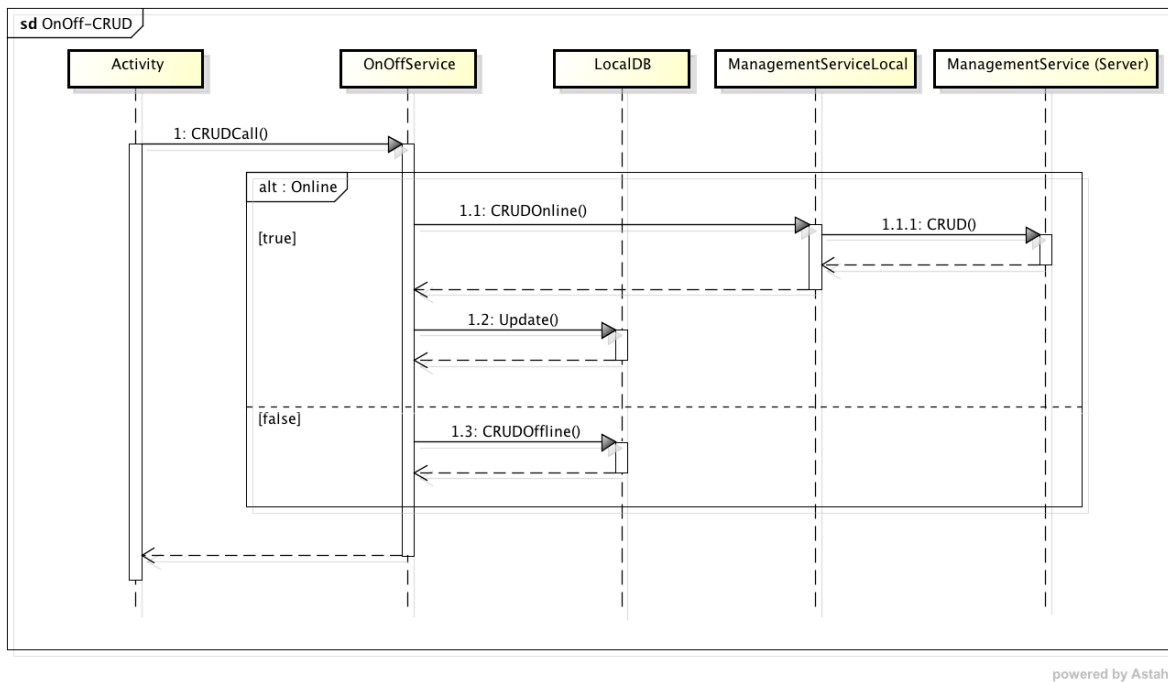 sd OnOff-CRUD
Activity
OnOffService
LocalDB
ManagementServiceLocal
ManagementService (Server)
1: CRUDCall()
alt : Online
1.1: CRUDOnline()
1.1.1: CRUD()
[true]
1.2: Update()
[false]
1.3: CRUDOffline()
powered by Astah